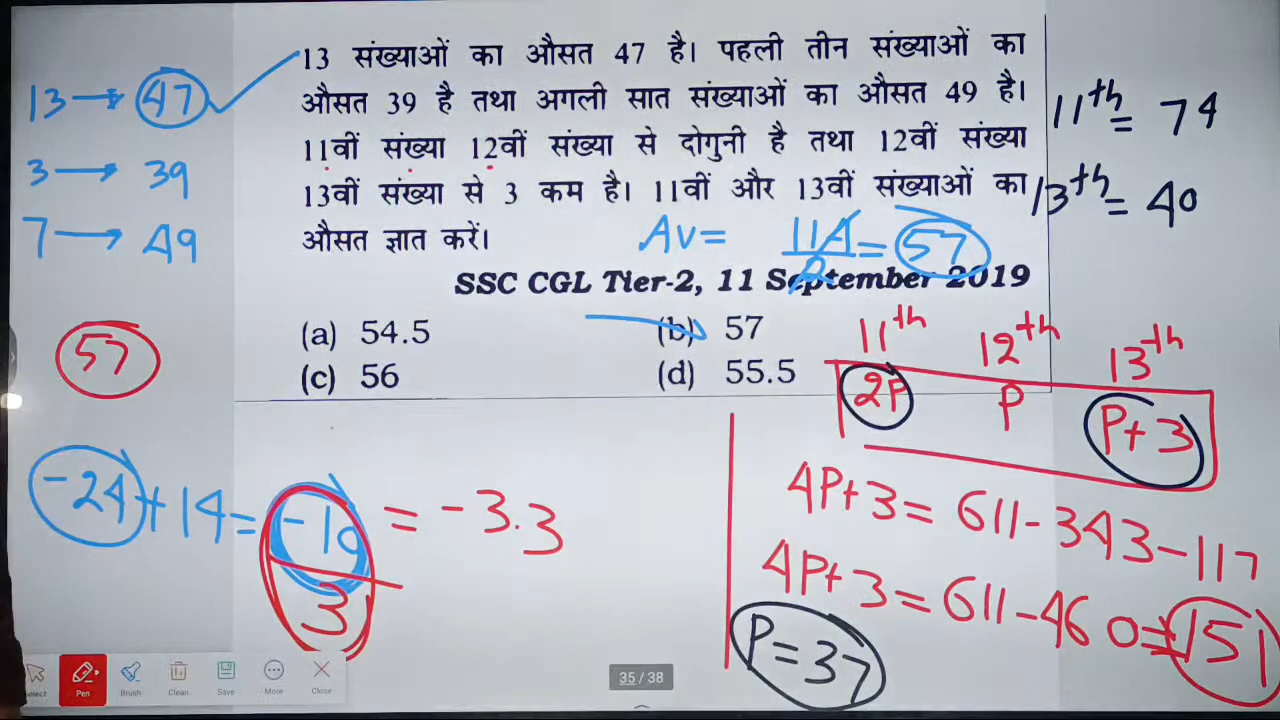 13 संख्याओं का औसत 47 है। पहली तीन संख्याओं का
औसत 39 है तथा अगली सात संख्याओं का औसत 49 है।
11वीं संख्या 12वीं संख्या से दोगुनी है तथा 12वीं संख्या
13वीं संख्या से 3 कम है। 11वीं और 13वीं संख्याओं का
औसत ज्ञात करें।
SSC CGL Tier-2, 11 September 2019
(a) 54.5
(b) 57
(c) 56
(d) 55.5
13 → 47
3 → 39
7 → 49
57
-24 + 14 = -10/3 = -3.3
Av = 114/2 = 57
11th = 74
13th = 40
11th 12th 13th
2P P P+3
4P+3 = 611-343-117
4P+3 = 611-460 = 151
P = 37
Select Pen Brush Clean Save More Close
35 / 38